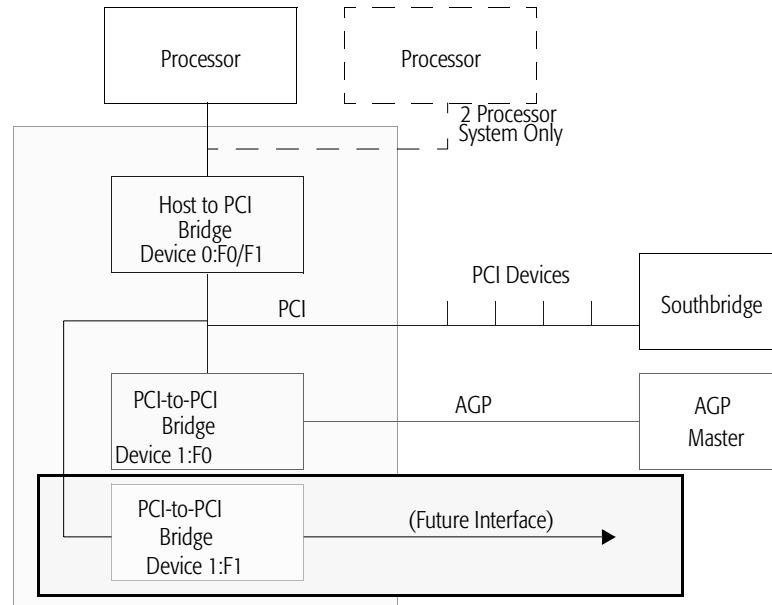 Processor
Processor
2 Processor
System Only
Host to PCI
Bridge
Device 0:F0/F1
PCI Devices
Southbridge
PCI
PCI-to-PCI
Bridge
Device 1:F0
AGP
AGP
Master
PCI-to-PCI
Bridge
Device 1:F1
(Future Interface)